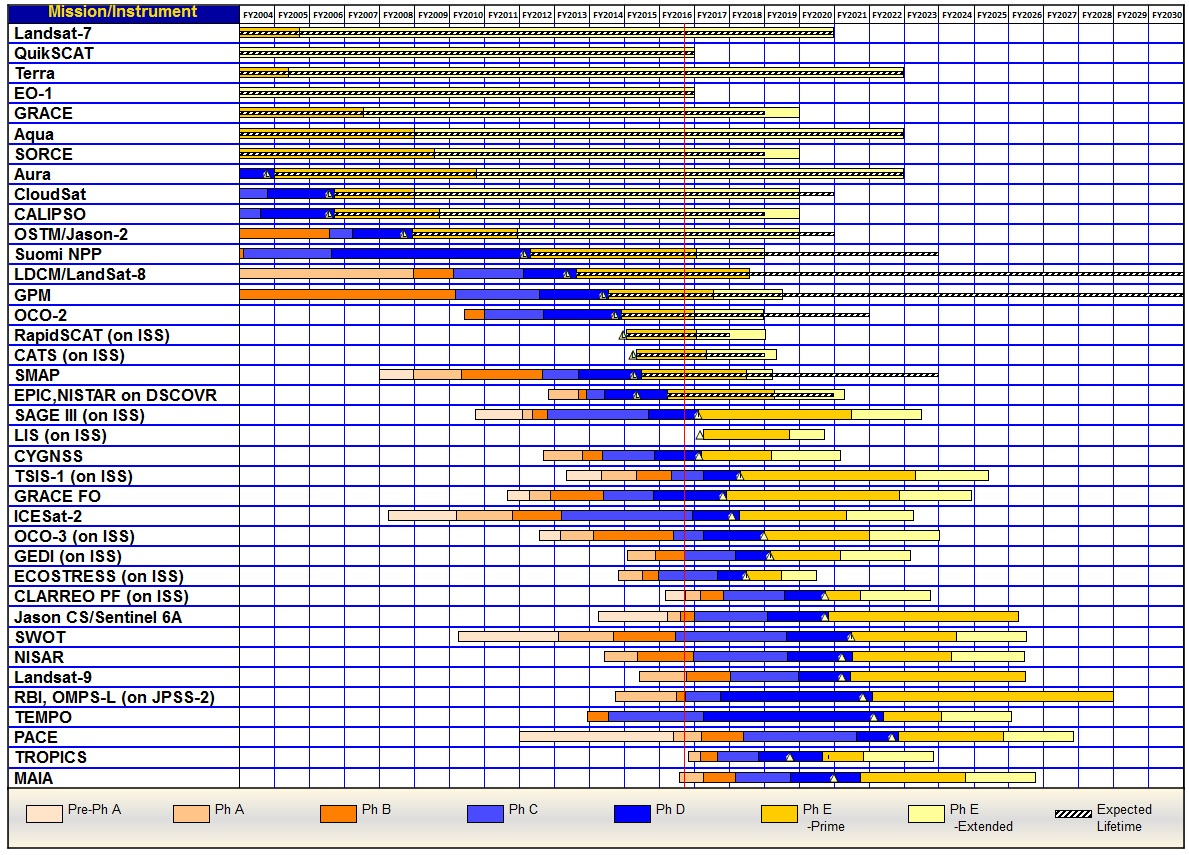 Mission/Instrument FY2004 FY2005 FY2006 FY2007 FY2008 FY2009 FY2010 FY2011 FY2012 FY2013 FY2014 FY2015 FY2016 FY2017 FY2018 FY2019 FY2020 FY2021 FY2022 FY2023 FY2024 FY2025 FY2026 FY2027 FY2028 FY2029 FY2030
Landsat-7
QuikSCAT
Terra
EO-1
GRACE
Aqua
SORCE
Aura
CloudSat
CALIPSO
OSTM/Jason-2
Suomi NPP
LDCM/LandSat-8
GPM
OCO-2
RapidSCAT (on ISS)
CATS (on ISS)
SMAP
EPIC,NISTAR on DSCOVR
SAGE III (on ISS)
LIS (on ISS)
CYGNSS
TSIS-1 (on ISS)
GRACE FO
ICESat-2
OCO-3 (on ISS)
GEDI (on ISS)
ECOSTRESS (on ISS)
CLARREO PF (on ISS)
Jason CS/Sentinel 6A
SWOT
NISAR
Landsat-9
RBI, OMPS-L (on JPSS-2)
TEMPO
PACE
TROPICS
MAIA
Pre-Ph A Ph A Ph B Ph C Ph D Ph E Ph E Expected
-Prime -Extended Lifetime